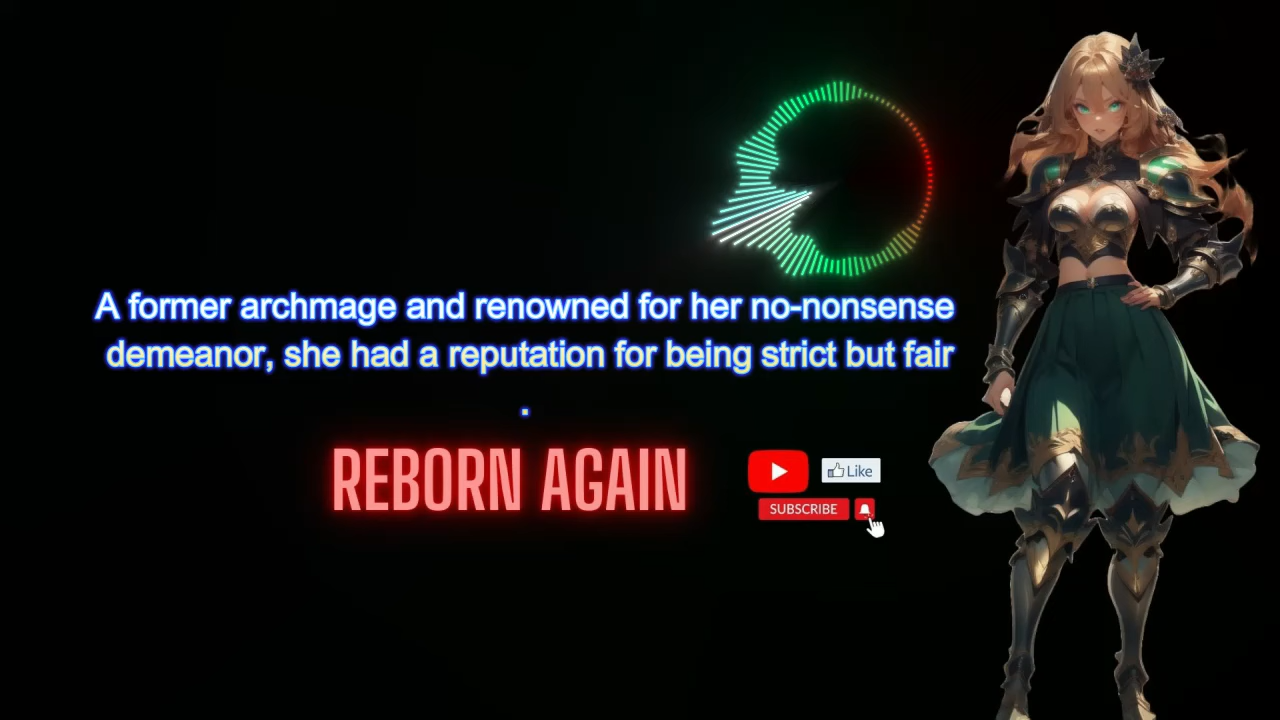 A former archmage and renowned for her no-nonsense
demeanor, she had a reputation for being strict but fair
.
REBORN AGAIN
Like
SUBSCRIBE